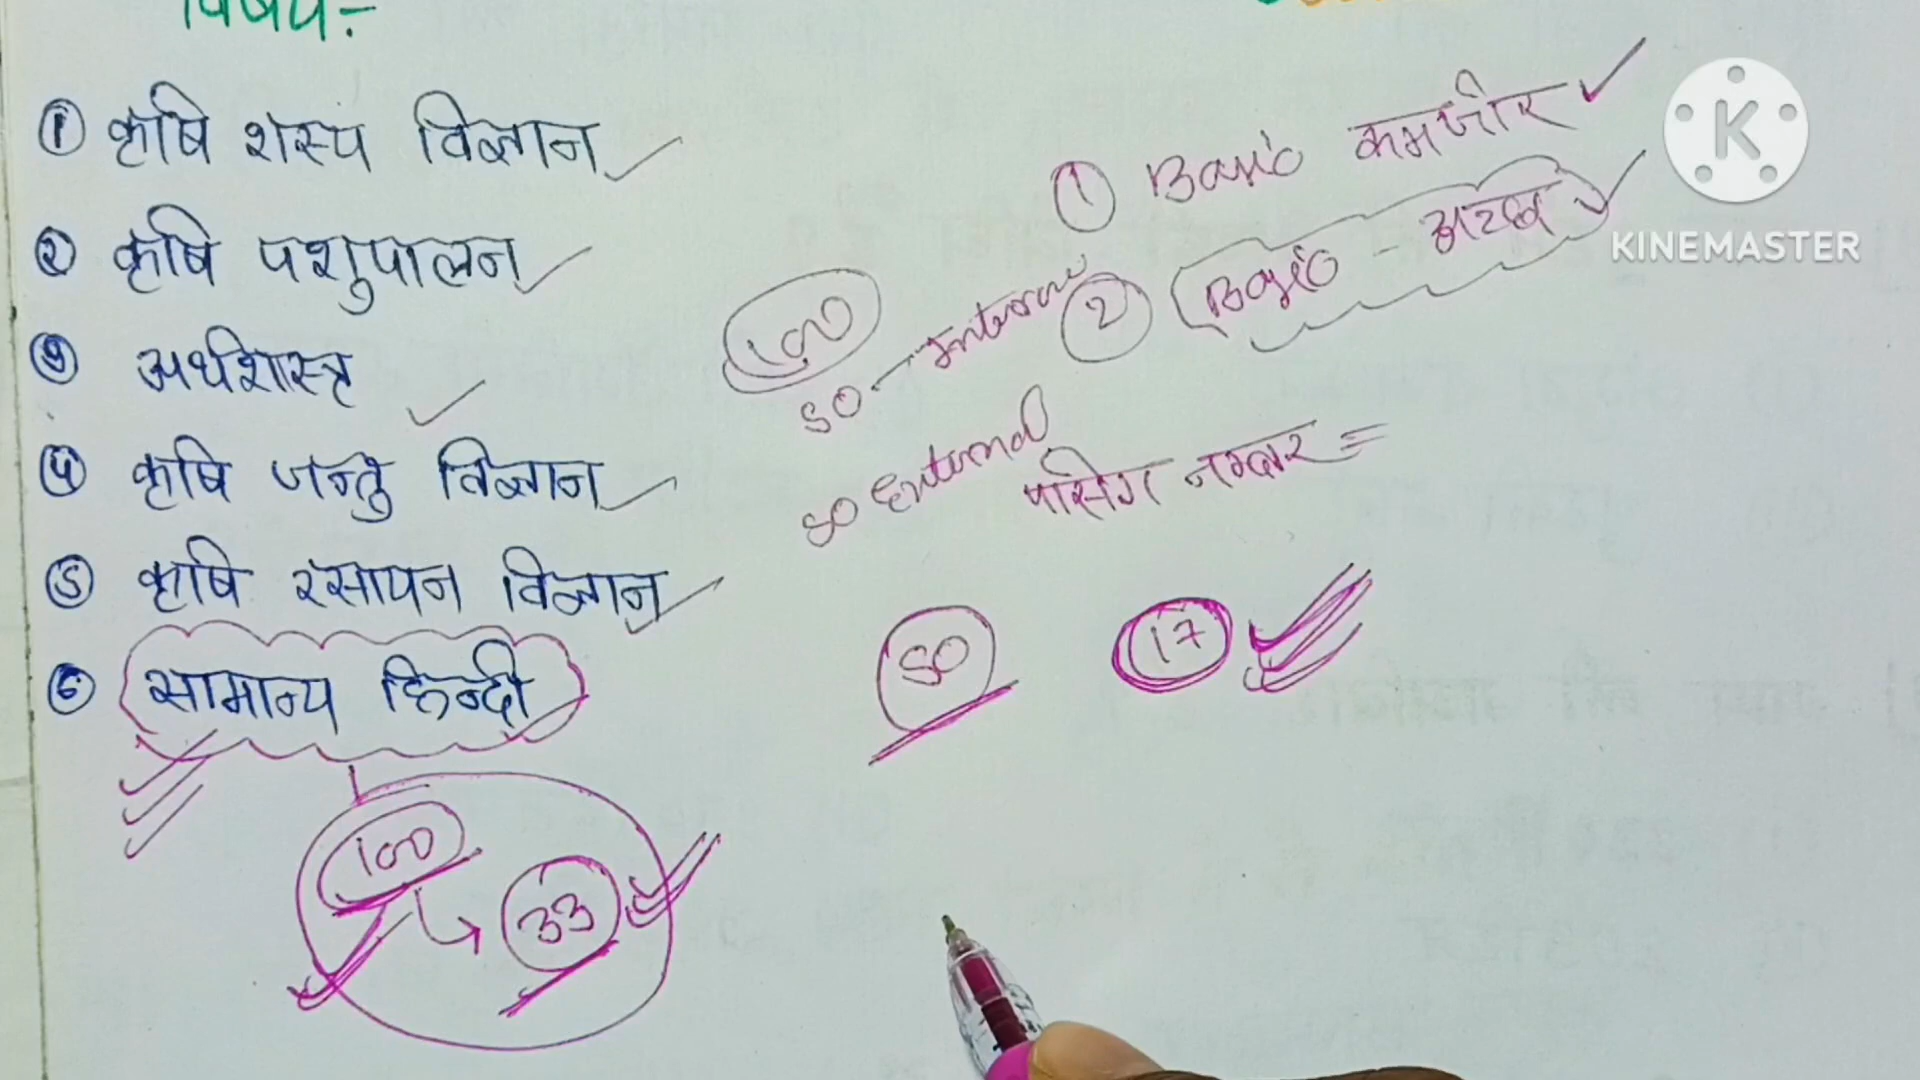 विषय:-
① कृषि शस्य विज्ञान
② कृषि पशुपालन
③ अर्थशास्त्र
④ कृषि जन्तु विज्ञान
⑤ कृषि रसायन विज्ञान
⑥ सामान्य हिन्दी
100
33
① Basic कमजोर
② Basic - अच्छा
100
50 - Internal
50 External
पासिंग नम्बर =
50
17
K
KINEMASTER